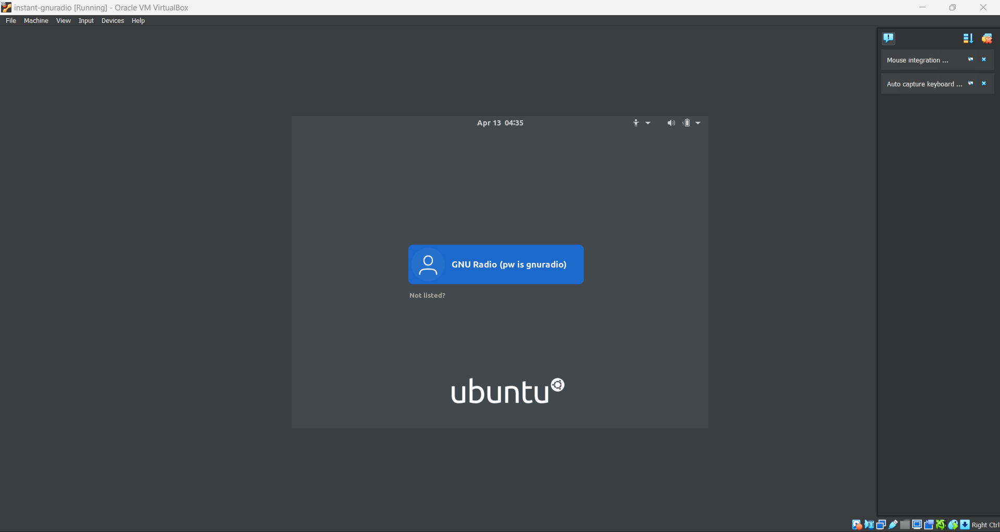 instant-gnuradio [Running] - Oracle VM VirtualBox
File Machine View Input Devices Help
Mouse integration ...
Auto capture keyboard ...
Apr 13 04:35
GNU Radio (pw is gnuradio)
Not listed?
ubuntu
Right Ctrl